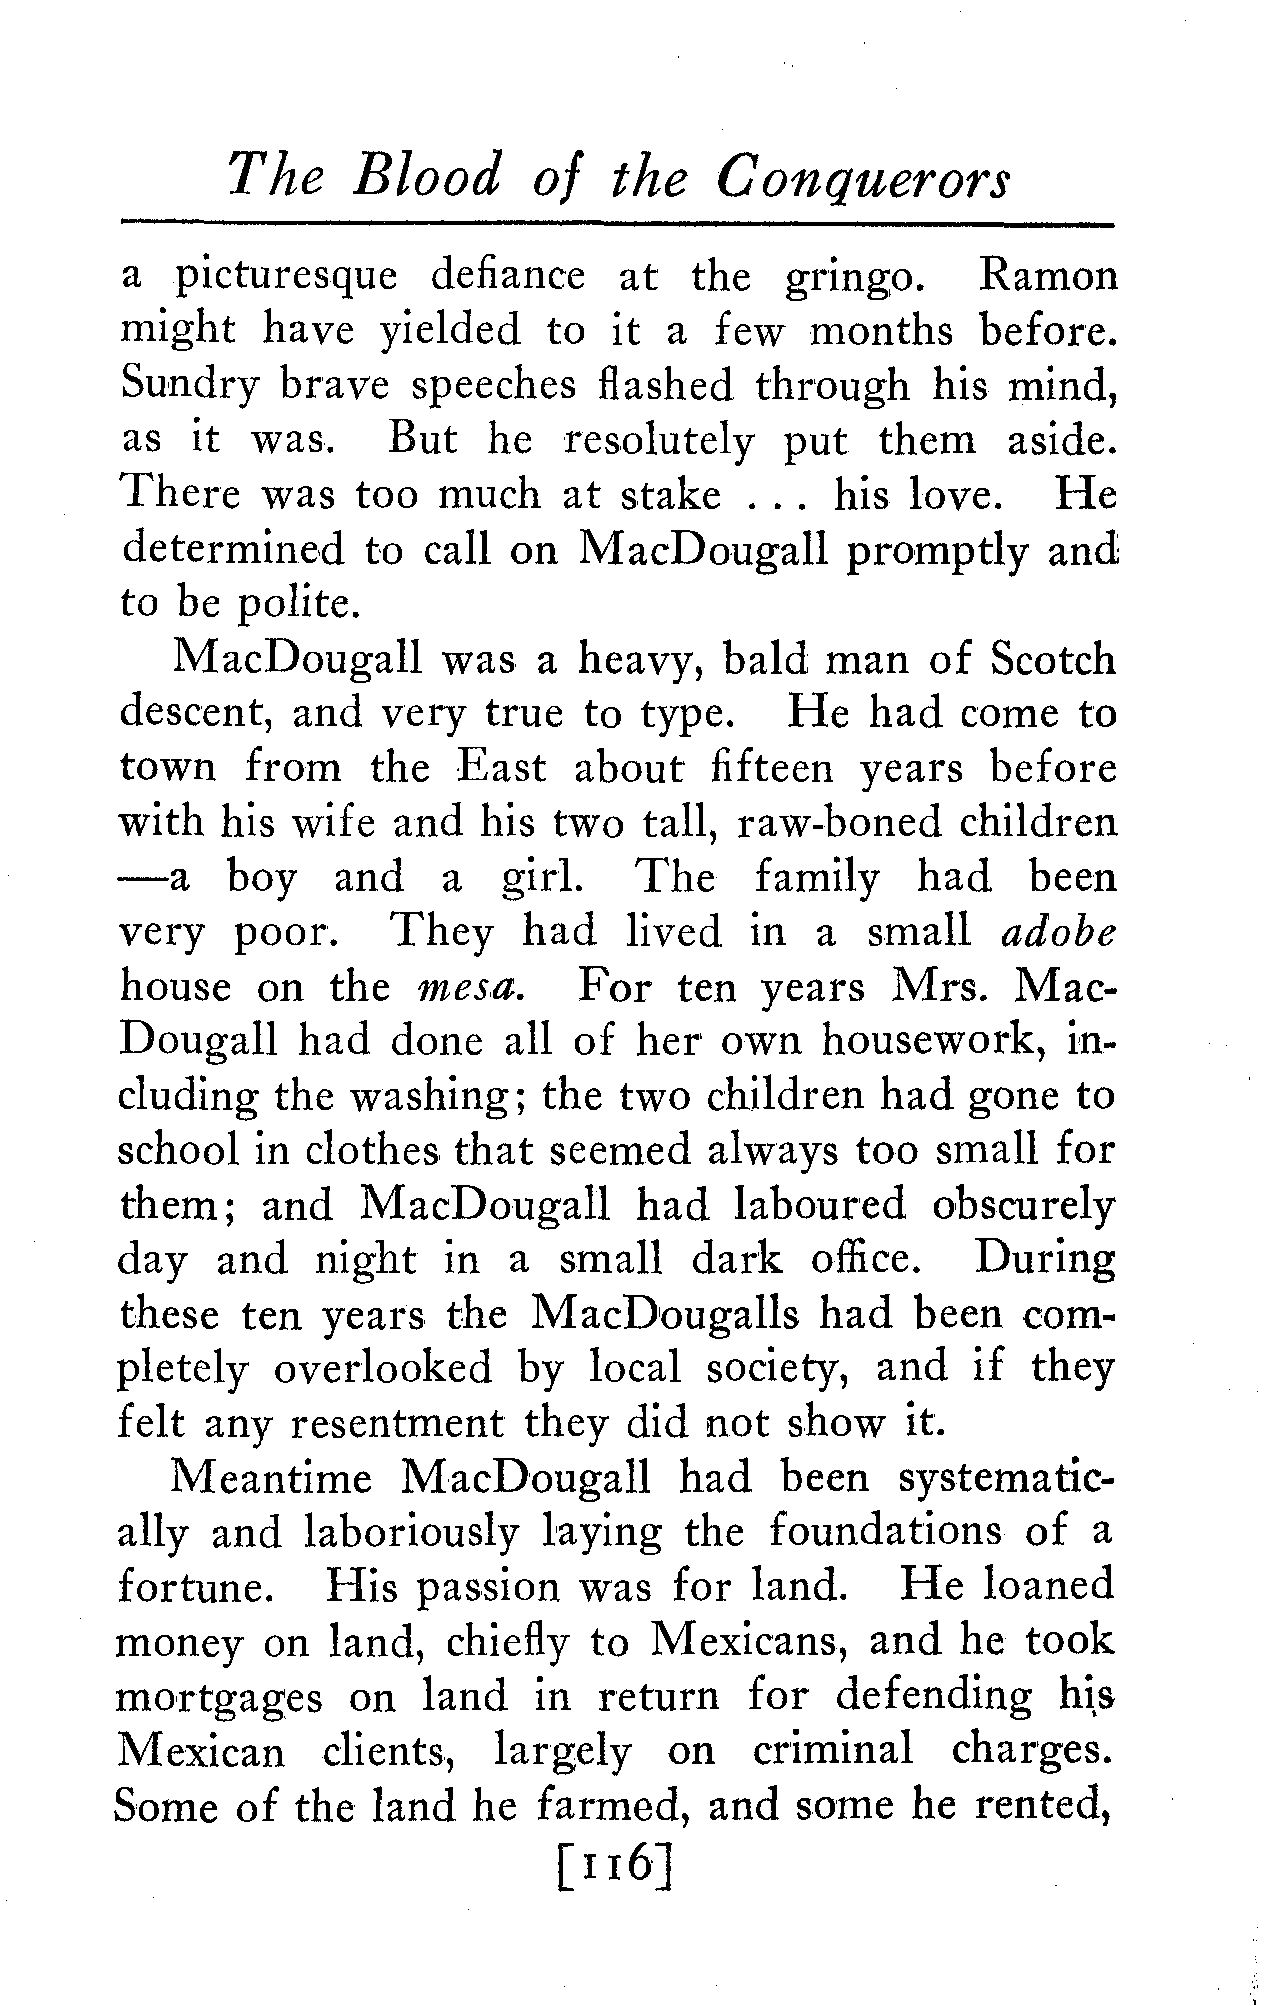 The Blood of the Conquerors
a picturesque defiance at the gringo. Ramon
might have yielded to it a few months before.
Sundry brave speeches flashed through his mind,
as it was. But he resolutely put them aside.
There was too much at stake . . . his love. He
determined to call on MacDougall promptly and
to be polite.
MacDougall was a heavy, bald man of Scotch
descent, and very true to type. He had come to
town from the East about fifteen years before
with his wife and his two tall, raw-boned children
—a boy and a girl. The family had been
very poor. They had lived in a small adobe
house on the mesa. For ten years Mrs. Mac-
Dougall had done all of her own housework, in-
cluding the washing; the two children had gone to
school in clothes that seemed always too small for
them; and MacDougall had laboured obscurely
day and night in a small dark office. During
these ten years the MacDougalls had been com-
pletely overlooked by local society, and if they
felt any resentment they did not show it.
Meantime MacDougall had been systematic-
ally and laboriously laying the foundations of a
fortune. His passion was for land. He loaned
money on land, chiefly to Mexicans, and he took
mortgages on land in return for defending his
Mexican clients, largely on criminal charges.
Some of the land he farmed, and some he rented,
[116]